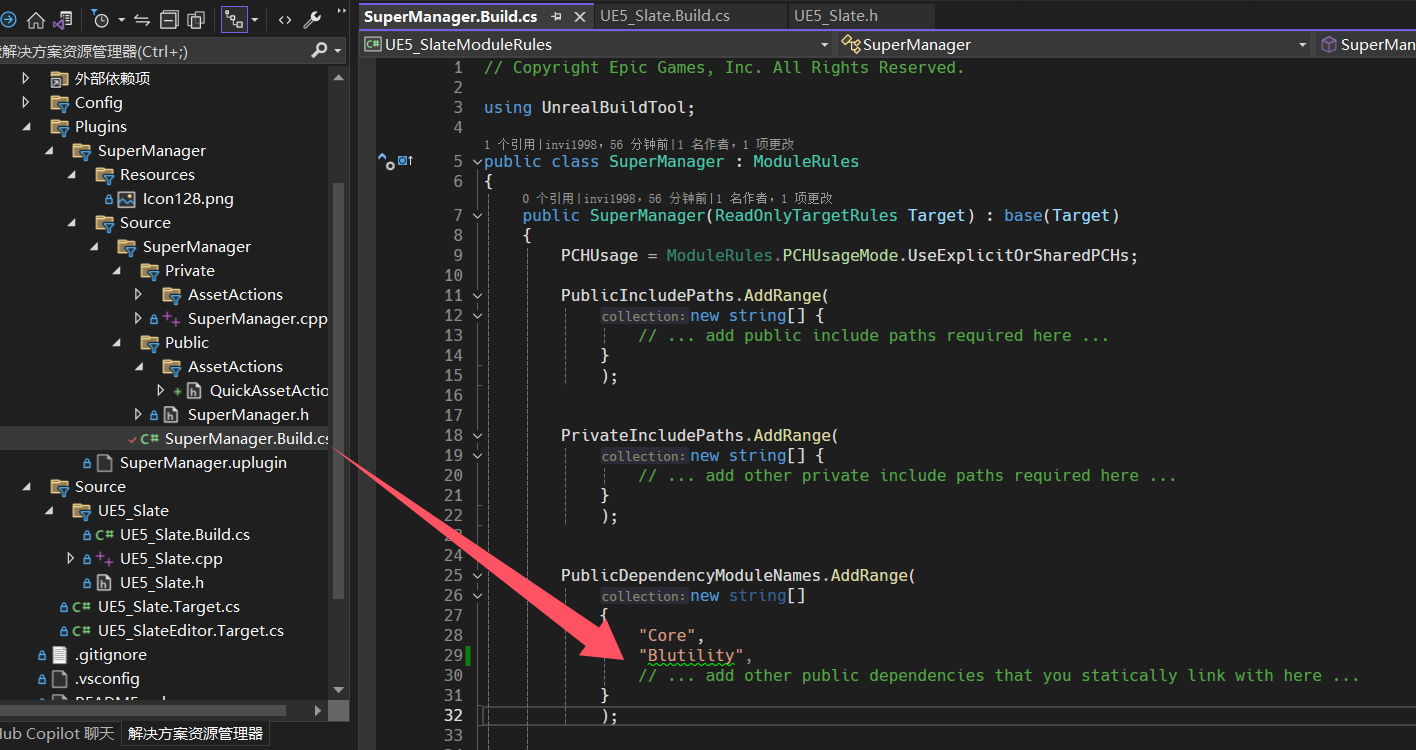 SuperManager.Build.cs
UE5_Slate.Build.cs
UE5_Slate.h
解决方案资源管理器(Ctrl+;)
UE5_SlateModuleRules
SuperManager
SuperMan
外部依赖项
Config
Plugins
SuperManager
Resources
Icon128.png
Source
SuperManager
Private
AssetActions
SuperManager.cpp
Public
AssetActions
QuickAssetActio
SuperManager.h
C# SuperManager.Build.cs
SuperManager.uplugin
Source
UE5_Slate
C# UE5_Slate.Build.cs
UE5_Slate.cpp
UE5_Slate.h
C# UE5_Slate.Target.cs
C# UE5_SlateEditor.Target.cs
.gitignore
.vsconfig
Hub Copilot 聊天
解决方案资源管理器
1 // Copyright Epic Games, Inc. All Rights Reserved.
2
3 using UnrealBuildTool;
4
1 个引用|invi1998，56 分钟前|1 名作者，1 项更改
5 public class SuperManager : ModuleRules
6 {
0 个引用|invi1998，56 分钟前|1 名作者，1 项更改
7 public SuperManager(ReadOnlyTargetRules Target) : base(Target)
8 {
9 PCHUsage = ModuleRules.PCHUsageMode.UseExplicitOrSharedPCHs;
10
11 PublicIncludePaths.AddRange(
12 collection: new string[] {
13 // ... add public include paths required here ...
14 }
15 );
16
17
18 PrivateIncludePaths.AddRange(
19 collection: new string[] {
20 // ... add other private include paths required here ...
21 }
22 );
23
24
25 PublicDependencyModuleNames.AddRange(
26 collection: new string[]
27 {
28 "Core",
29 "Blutility",
30 // ... add other public dependencies that you statically link with here ...
31 }
32 );
33